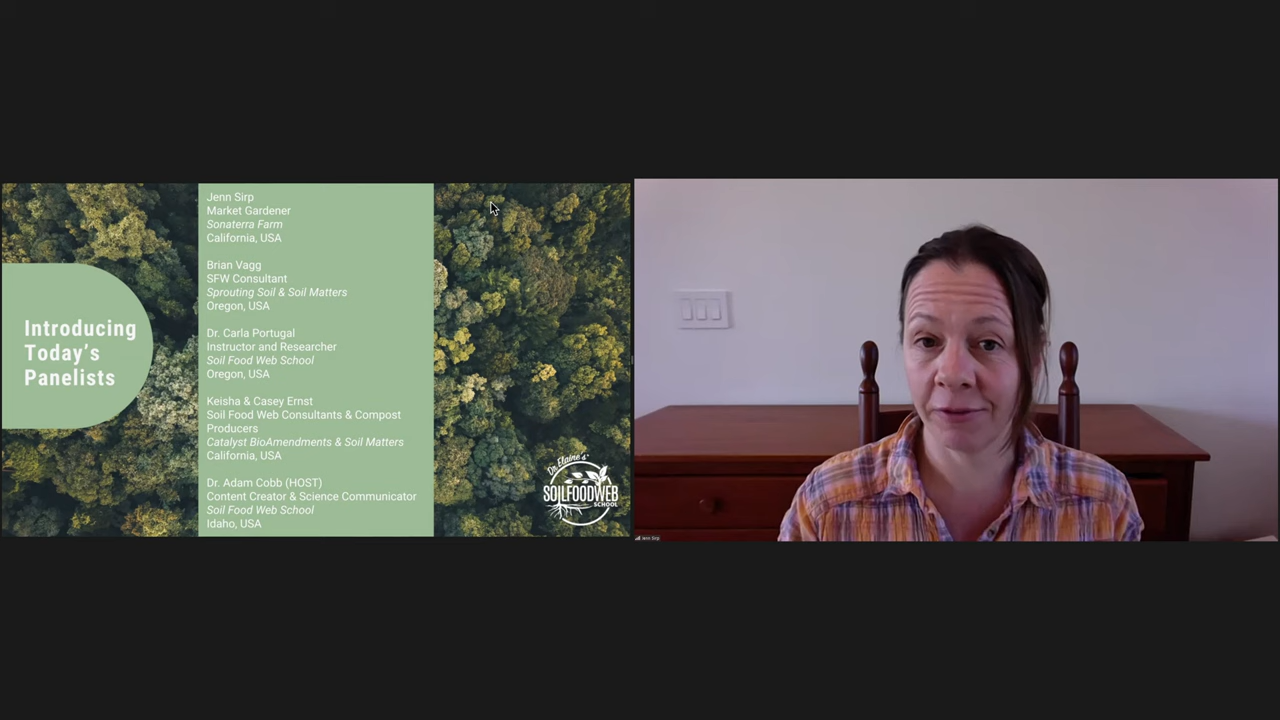 Introducing
Today's
Panelists
Jenn Sirp
Market Gardener
Sonaterra Farm
California, USA
Brian Vagg
SFW Consultant
Sprouting Soil & Soil Matters
Oregon, USA
Dr. Carla Portugal
Instructor and Researcher
Soil Food Web School
Oregon, USA
Keisha & Casey Ernst
Soil Food Web Consultants & Compost
Producers
Catalyst BioAmendments & Soil Matters
California, USA
Dr. Adam Cobb (HOST)
Content Creator & Science Communicator
Soil Food Web School
Idaho, USA
Dr. Elaine's
SOILFOODWEB
SCHOOL
Jenn Sirp